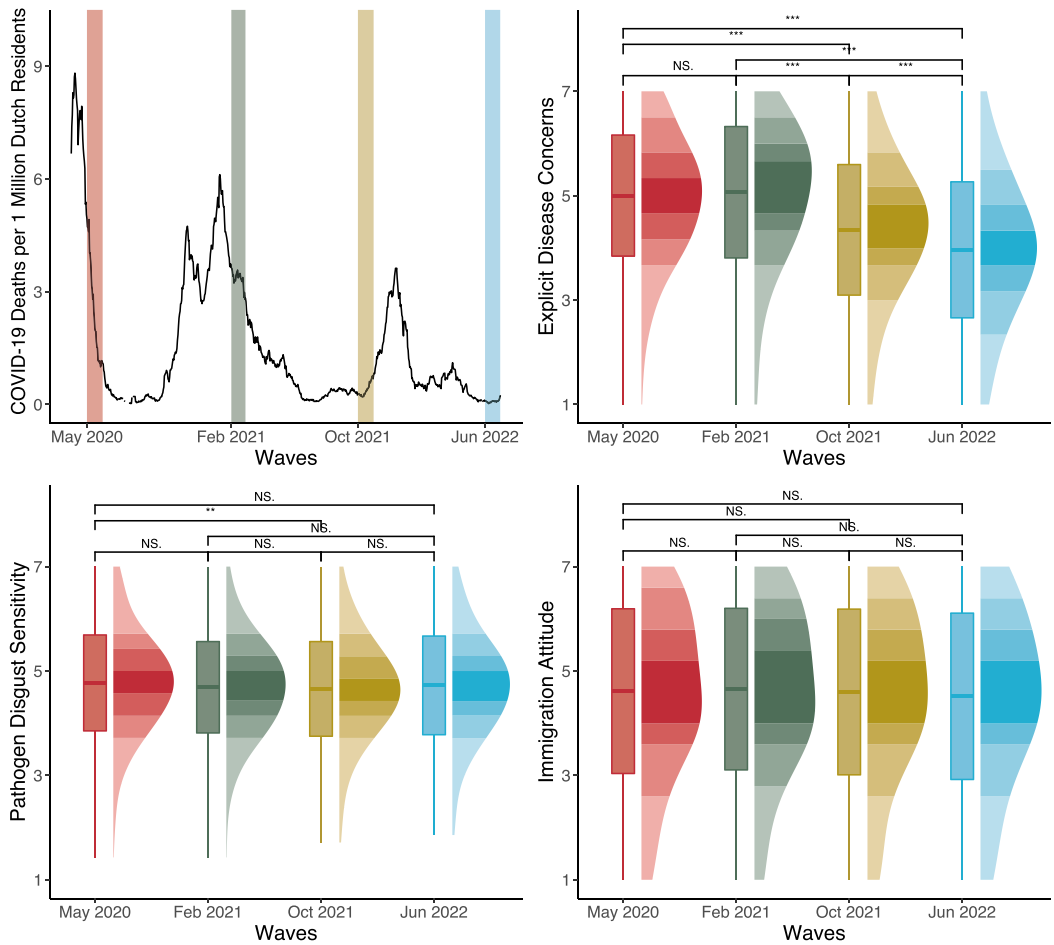 COVID-19 Deaths per 1 Million Dutch Residents
9
6
3
0
May 2020 Feb 2021 Oct 2021 Jun 2022
Waves
Explicit Disease Concerns
***
***
***
NS. *** ***
7
5
3
1
May 2020 Feb 2021 Oct 2021 Jun 2022
Waves
Pathogen Disgust Sensitivity
NS.
**
NS.
NS. NS. NS.
7
5
3
1
May 2020 Feb 2021 Oct 2021 Jun 2022
Waves
Immigration Attitude
NS.
NS.
NS.
NS. NS. NS.
7
5
3
1
May 2020 Feb 2021 Oct 2021 Jun 2022
Waves